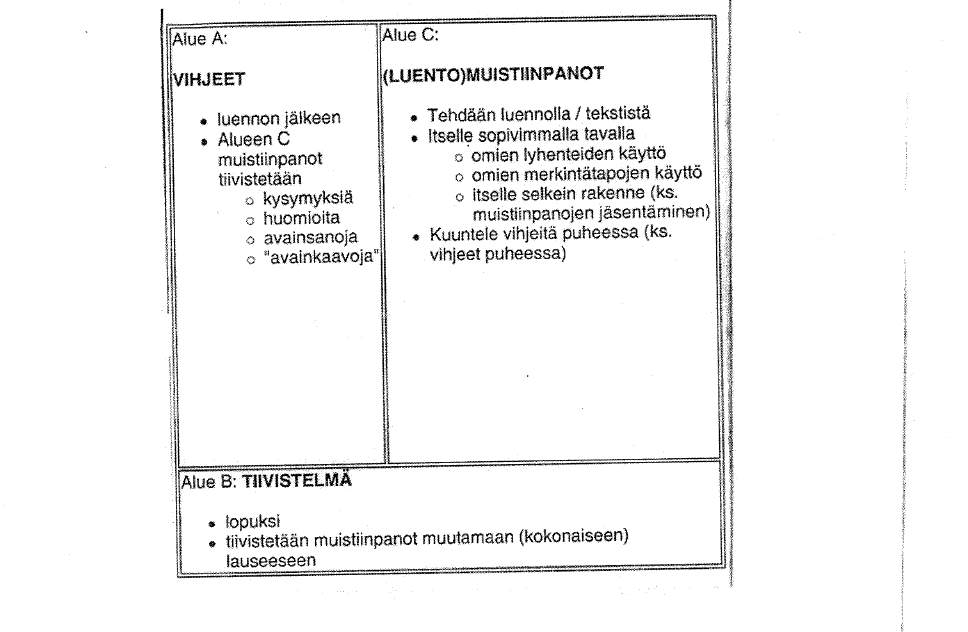 Alue A:
VIHJEET
• luennon jälkeen
• Alueen C
muistiinpanot
tiivistetään
o kysymyksiä
o huomioita
o avainsanoja
o "avainkaavoja"
Alue C:
(LUENTO)MUISTIINPANOT
• Tehdään luennolla / tekstistä
• Itselle sopivimmalla tavalla
o omien lyhenteiden käyttö
o omien merkintätapojen käyttö
o itselle selkein rakenne (ks.
muistiinpanojen jäsentäminen)
• Kuuntele vihjeitä puheessa (ks.
vihjeet puheessa)
Alue B: TIIVISTELMÄ
• lopuksi
• tiivistetään muistiinpanot muutamaan (kokonaiseen)
lauseeseen